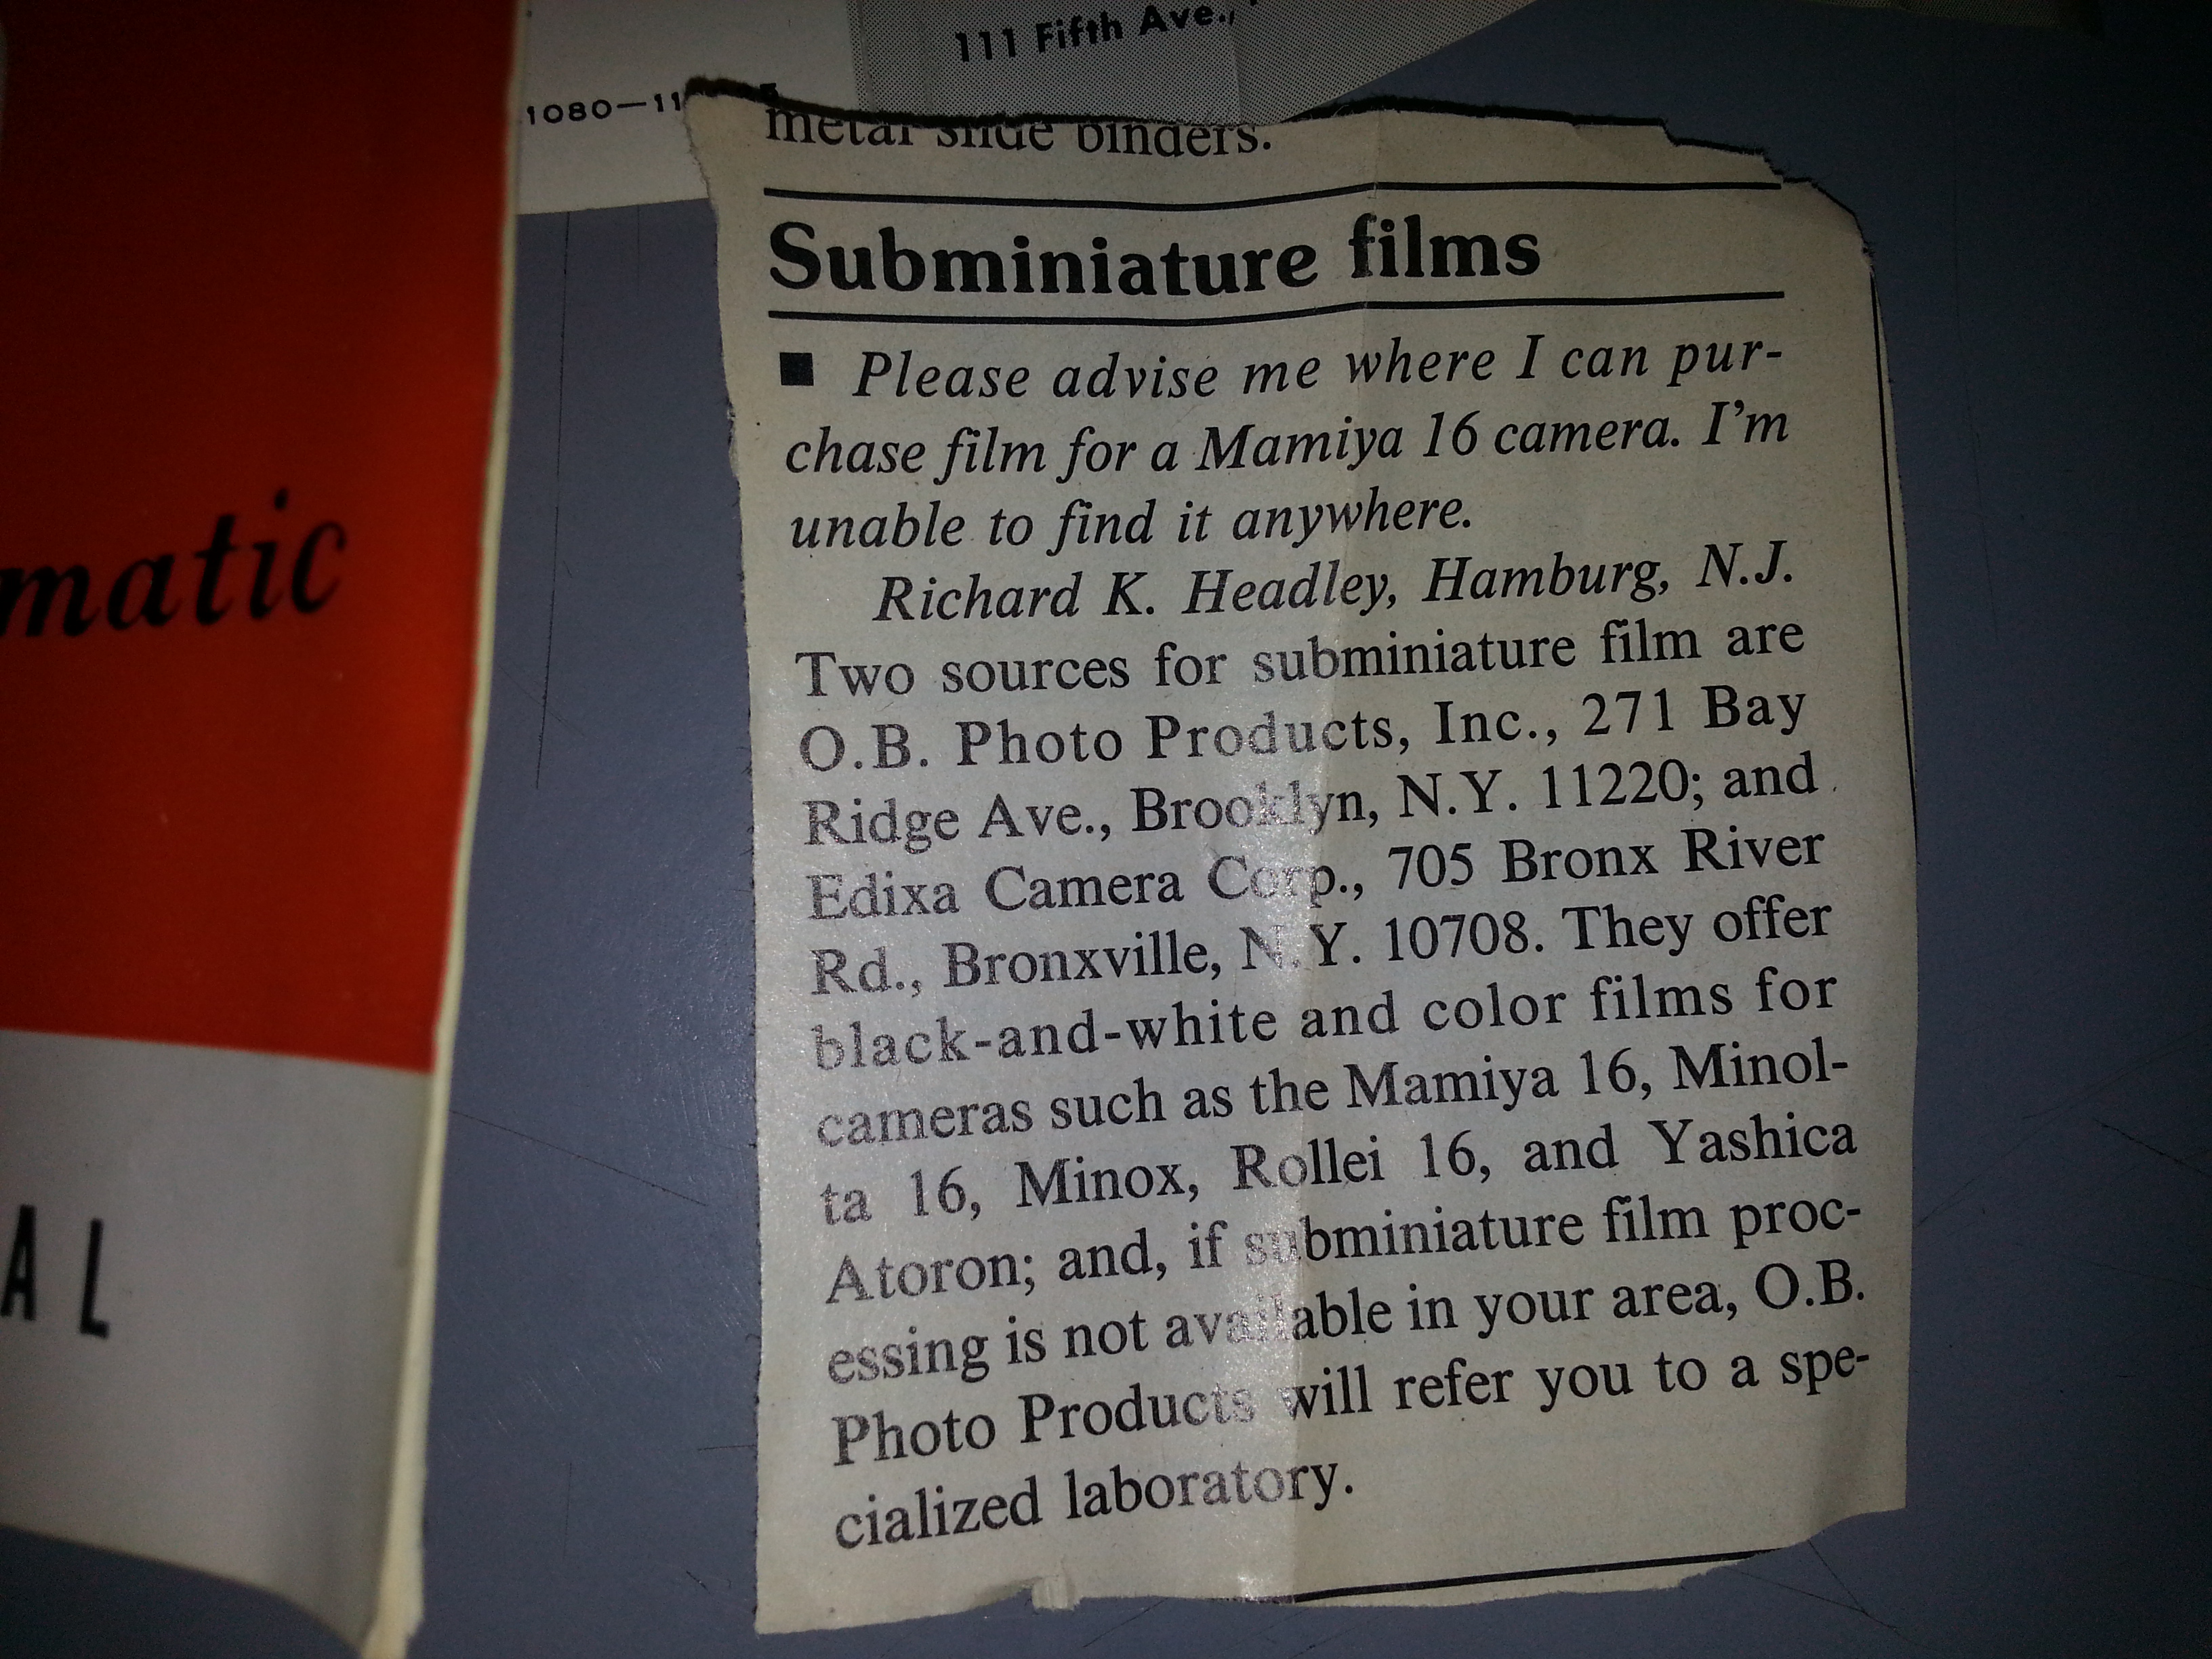 111 Fifth Ave.,
1080—11
metal slide binders.
Subminiature films
■ Please advise me where I can pur-
chase film for a Mamiya 16 camera. I'm
unable to find it anywhere.
Richard K. Headley, Hamburg, N.J.
Two sources for subminiature film are
O.B. Photo Products, Inc., 271 Bay
Ridge Ave., Brooklyn, N.Y. 11220; and
Edixa Camera Corp., 705 Bronx River
Rd., Bronxville, N.Y. 10708. They offer
black-and-white and color films for
cameras such as the Mamiya 16, Minol-
ta 16, Minox, Rollei 16, and Yashica
Atoron; and, if subminiature film proc-
essing is not available in your area, O.B.
Photo Products will refer you to a spe-
cialized laboratory.
matic
AL